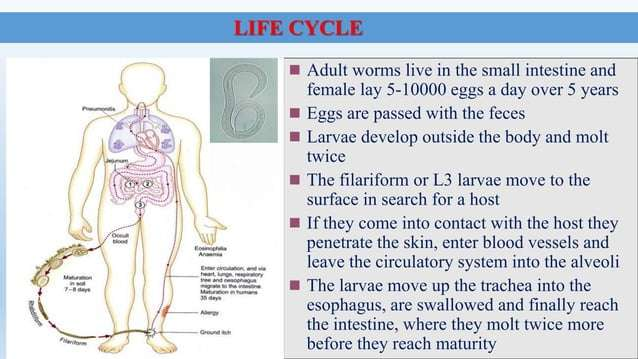 LIFE CYCLE
Pneumonitis
Jejunum
1
2
3
Occult
blood
Eosinophilia
Anaemia
Enter circulation, and via
heart, lungs, respiratory
tree and oesophagus
migrate to the intestine.
Maturation in humans
35 days
Maturation
in soil
7–8 days
Allergy
Rhabditiform
Filariform
Ground itch
Adult worms live in the small intestine and
female lay 5-10000 eggs a day over 5 years
Eggs are passed with the feces
Larvae develop outside the body and molt
twice
The filariform or L3 larvae move to the
surface in search for a host
If they come into contact with the host they
penetrate the skin, enter blood vessels and
leave the circulatory system into the alveoli
The larvae move up the trachea into the
esophagus, are swallowed and finally reach
the intestine, where they molt twice more
before they reach maturity